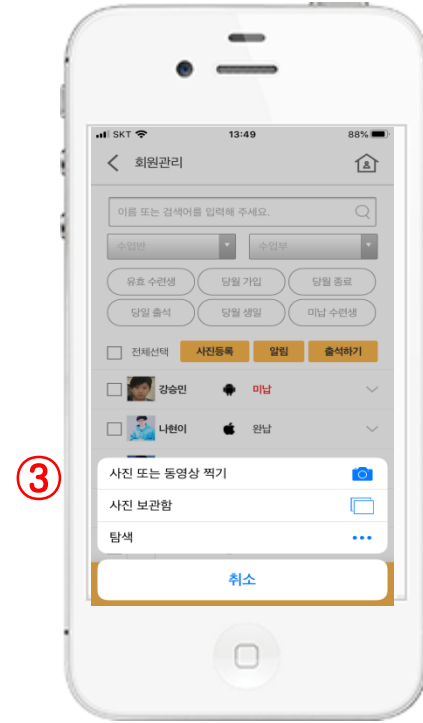 SKT 13:49 88%
회원관리
이름 또는 검색어를 입력해 주세요.
수업반 수업부
유효 수련생 당월 가입 당월 종료
당일 출석 당월 생일 미납 수련생
전체선택 사진등록 알림 출석하기
강승민 미납
나현이 완납
③
사진 또는 동영상 찍기
사진 보관함
탐색
취소